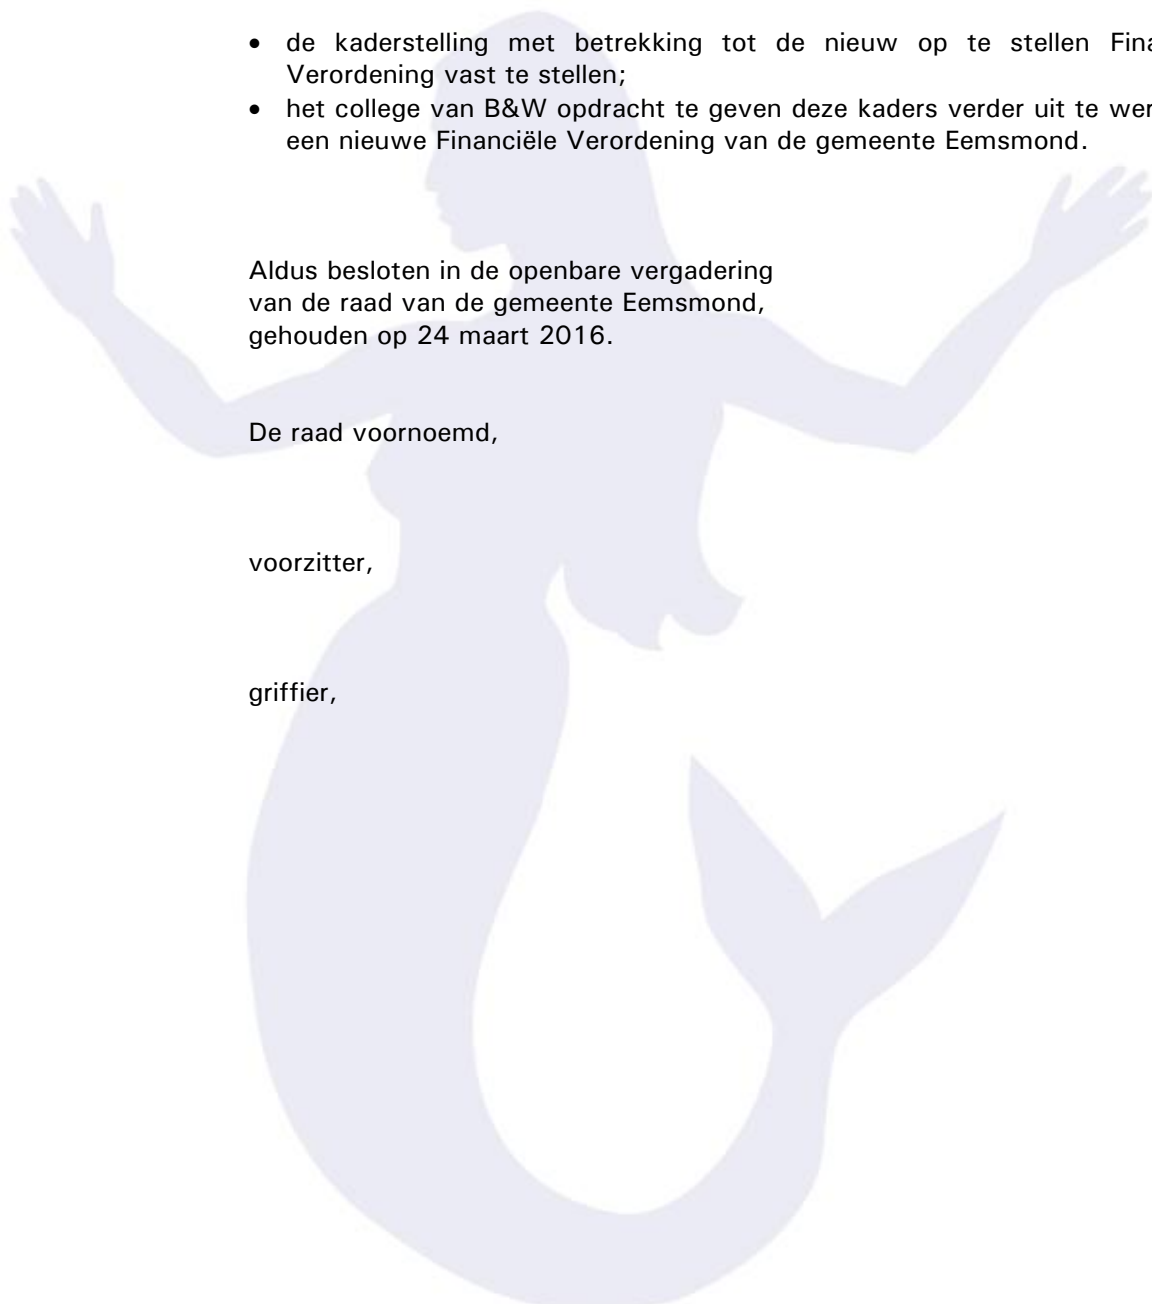 • de kaderstelling met betrekking tot de nieuw op te stellen Fina
Verordening vast te stellen;
• het college van B&W opdracht te geven deze kaders verder uit te wer
een nieuwe Financiële Verordening van de gemeente Eemsmond.
Aldus besloten in de openbare vergadering
van de raad van de gemeente Eemsmond,
gehouden op 24 maart 2016.
De raad voornoemd,
voorzitter,
griffier,